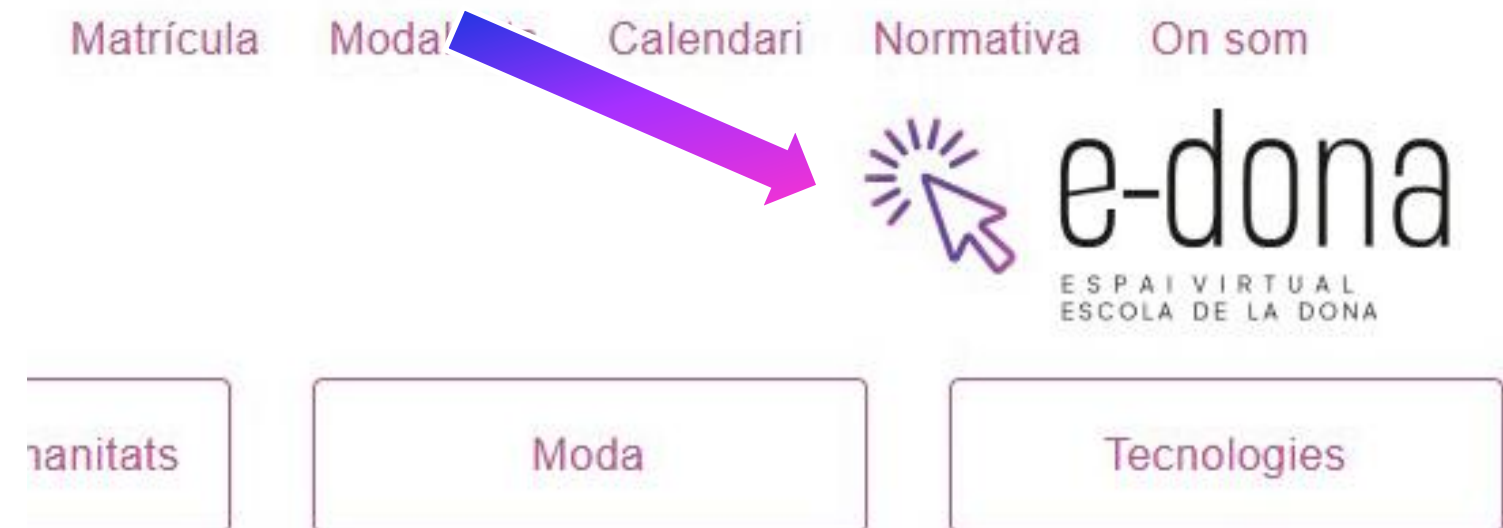 Matrícula Calendari Normativa On som
e-dona
ESPAI VIRTUAL
ESCOLA DE LA DONA
Moda Tecnologies